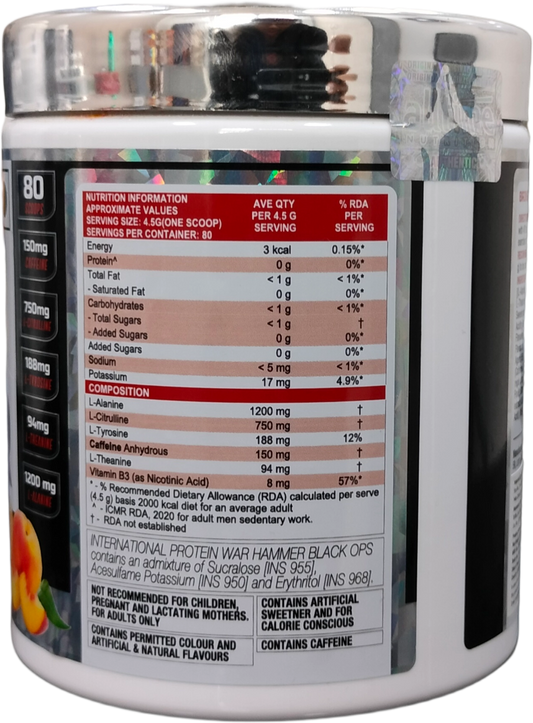 80
150mg
CAFFEINE
750mg
188mg
94mg
1200 mg
NUTRITION INFORMATION
APPROXIMATE VALUES
SERVING SIZE: 4.5G(ONE SCOOP)
SERVINGS PER CONTAINER: 80
AVE QTY
PER 4.5 G
SERVING
% RDA
PER
SERVING
Energy 3 kcal 0.15%*
Protein^ 0 g 0%*
Total Fat < 1 g < 1%*
- Saturated Fat 0 g 0%*
Carbohydrates < 1 g < 1%*
- Total Sugars < 1 g †
- Added Sugars 0 g 0%*
Added Sugars 0 g 0%*
Sodium < 5 mg < 1%*
Potassium 17 mg 4.9%*
COMPOSITION
L-Alanine 1200 mg †
L-Citrulline 750 mg †
L-Tyrosine 188 mg 12%
Caffeine Anhydrous 150 mg †
L-Theanine 94 mg †
Vitamin B3 (as Nicotinic Acid) 8 mg 57%*
* - % Recommended Dietary Allowance (RDA) calculated per serve
(4.5 g) basis 2000 kcal diet for an average adult
^ - ICMR RDA, 2020 for adult men sedentary work.
† - RDA not established
INTERNATIONAL PROTEIN WAR HAMMER BLACK OPS
contains an admixture of Sucralose [INS 955],
Acesulfame Potassium [INS 950] and Erythritol [INS 968].
NOT RECOMMENDED FOR CHILDREN,
PREGNANT AND LACTATING MOTHERS.
FOR ADULTS ONLY
CONTAINS ARTIFICIAL
SWEETNER AND FOR
CALORIE CONSCIOUS
CONTAINS PERMITTED COLOUR AND
ARTIFICIAL & NATURAL FLAVOURS
CONTAINS CAFFEINE